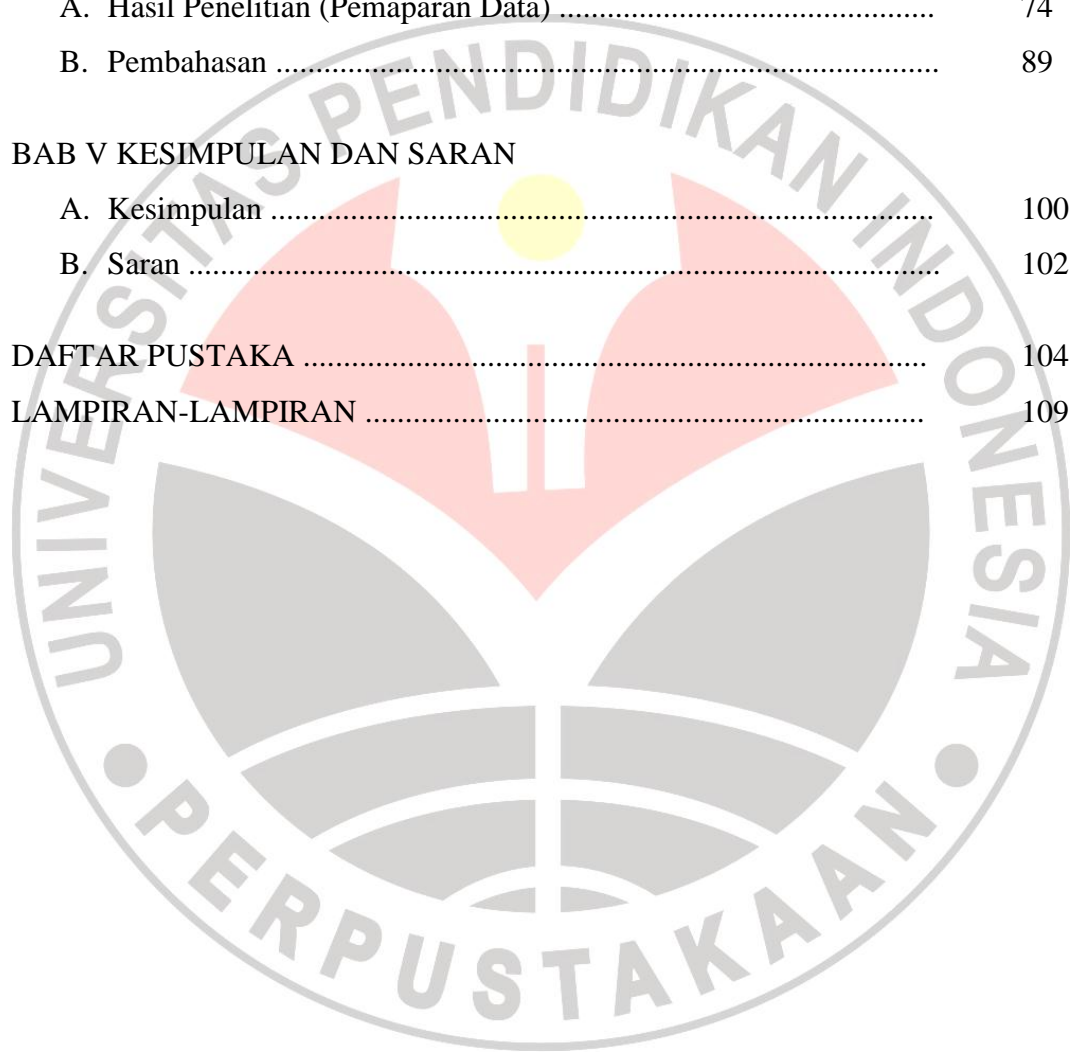 A. Hasil Penelitian (Pemaparan Data) ............................................ 74
B. Pembahasan .................................................................................... 89
BAB V KESIMPULAN DAN SARAN
A. Kesimpulan .................................................................................... 100
B. Saran ............................................................................................... 102
DAFTAR PUSTAKA ............................................................................... 104
LAMPIRAN-LAMPIRAN ....................................................................... 109
UNIVERSITAS PENDIDIKAN INDONESIA
PERPUSTAKAAN